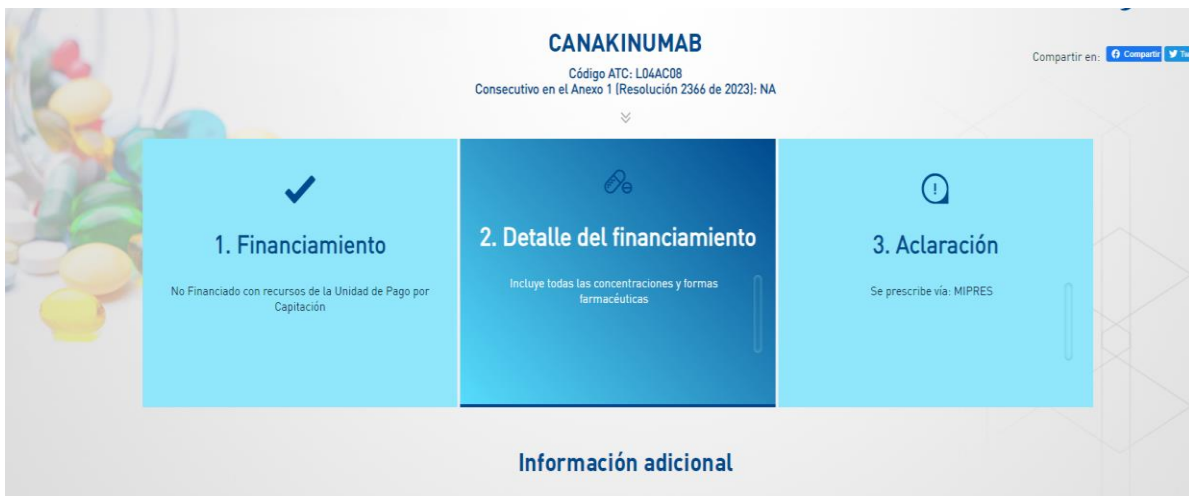 CANAKINUMAB
Código ATC: L04AC08
Consecutivo en el Anexo 1 (Resolución 2366 de 2023): NA
Compartir en:
Compartir
1. Financiamiento
No Financiado con recursos de la Unidad de Pago por
Capitación
2. Detalle del financiamiento
Incluye todas las concentraciones y formas
farmacéuticas
3. Aclaración
Se prescribe vía: MIPRES
Información adicional